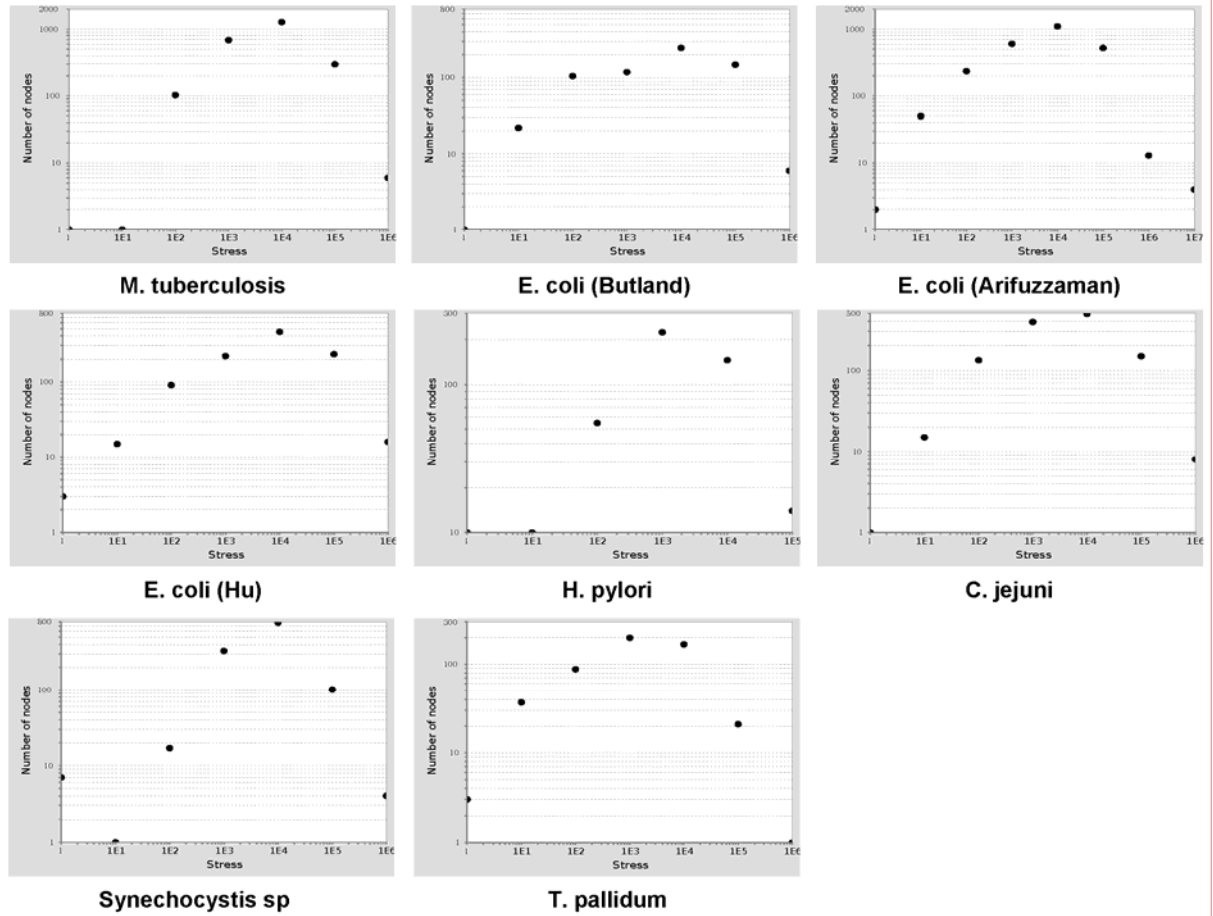 2000
1000
100
10
1
Number of nodes
1 1E1 1E2 1E3 1E4 1E5 1E6
Stress
M. tuberculosis
800
100
10
1
Number of nodes
1 1E1 1E2 1E3 1E4 1E5 1E6
Stress
E. coli (Butland)
2000
1000
100
10
1
Number of nodes
1 1E1 1E2 1E3 1E4 1E5 1E6 1E7
Stress
E. coli (Arifuzzaman)
800
100
10
1
Number of nodes
1 1E1 1E2 1E3 1E4 1E5 1E6
Stress
E. coli (Hu)
300
100
10
Number of nodes
1 1E1 1E2 1E3 1E4 1E5
Stress
H. pylori
500
100
10
1
Number of nodes
1 1E1 1E2 1E3 1E4 1E5 1E6
Stress
C. jejuni
800
100
10
1
Number of nodes
1 1E1 1E2 1E3 1E4 1E5 1E6
Stress
Synechocystis sp
300
100
10
1
Number of nodes
1 1E1 1E2 1E3 1E4 1E5 1E6
Stress
T. pallidum